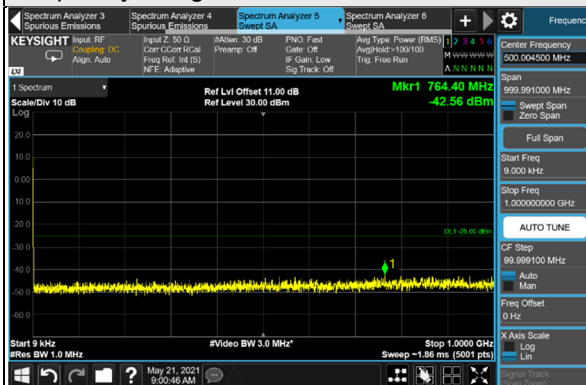 Spectrum Analyzer 3
Spurious Emissions
Spectrum Analyzer 4
Spurious Emissions
Spectrum Analyzer 5
Swept SA
Spectrum Analyzer 6
Swept SA
Frequency
KEYSIGHT
Input: RF
Coupling: DC
Align: Auto
Input Z: 50 Ω
Corr CCorr RCal
Freq Ref: Int (S)
NFE: Adaptive
#Atten: 30 dB
Preamp: Off
PNO: Fast
Gate: Off
IF Gain: Low
Sig Track: Off
Avg Type: Power (RMS)
Avg|Hold:>100/100
Trig: Free Run
1 2 3 4 5 6
M W W W W W
A N N N N N
LXI
1 Spectrum
Scale/Div 10 dB
Log
Ref Lvl Offset 11.00 dB
Ref Level 30.00 dBm
Mkr1 764.40 MHz
-42.56 dBm
20.0
10.0
0.00
-10.0
-20.0
-30.0
-40.0
-50.0
-60.0
DL1 -25.00 dBm
1
Start 9 kHz
#Res BW 1.0 MHz
#Video BW 3.0 MHz*
Stop 1.0000 GHz
Sweep ~1.86 ms (5001 pts)
May 21, 2021
9:00:46 AM
Center Frequency
500.004500 MHz
Span
999.991000 MHz
Swept Span
Zero Span
Full Span
Start Freq
9.000 kHz
Stop Freq
1.000000000 GHz
AUTO TUNE
CF Step
99.999100 MHz
Auto
Man
Freq Offset
0 Hz
X Axis Scale
Log
Lin
Signal Track
(Span Zoom)